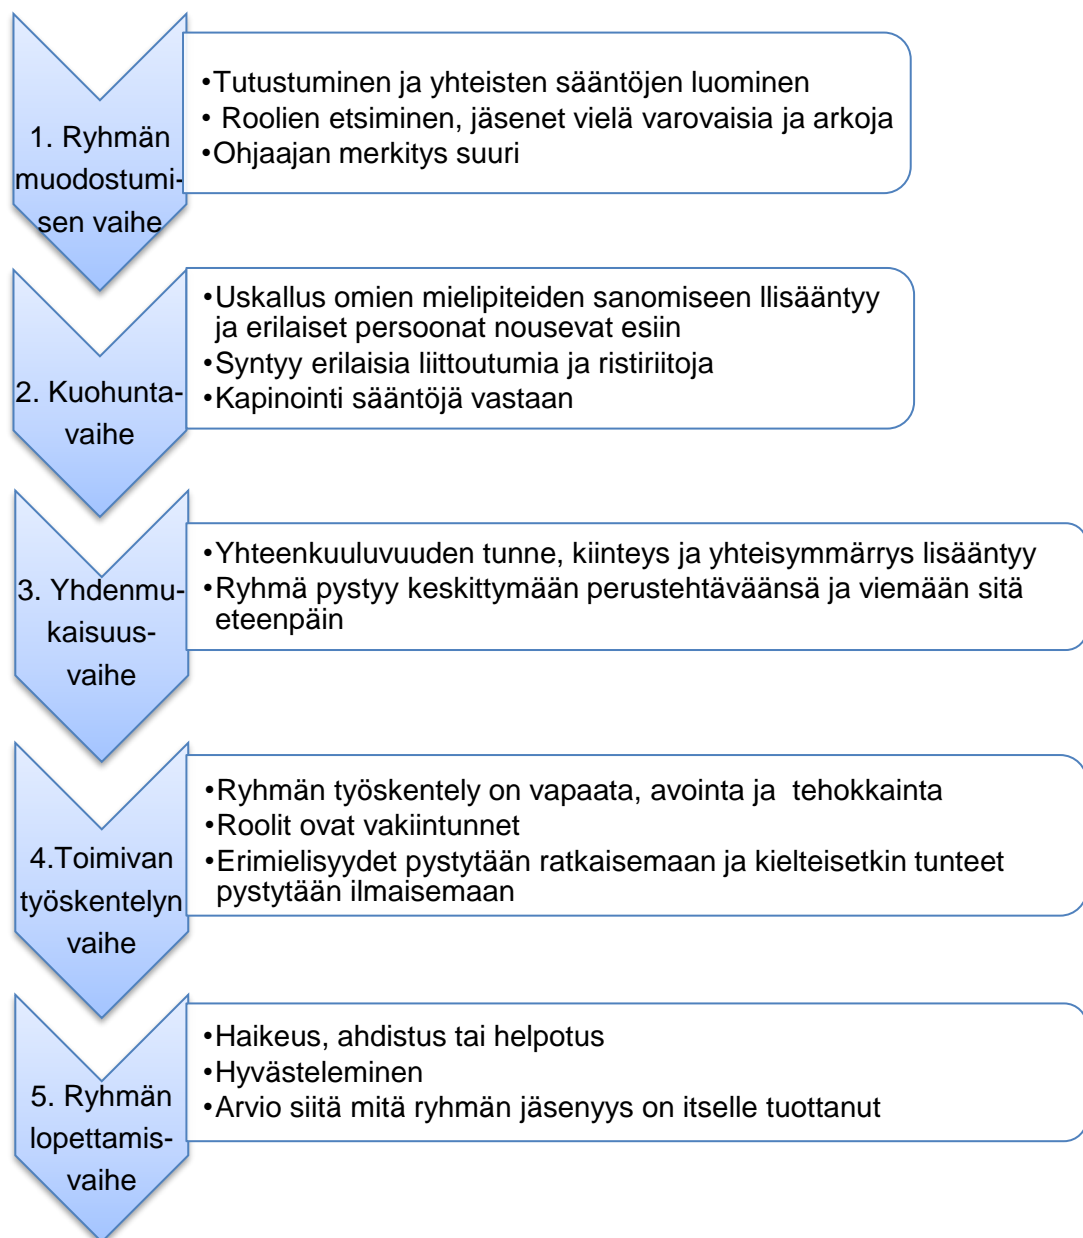 1. Ryhmän
muodostumi-
sen vaihe
•Tutustuminen ja yhteisten sääntöjen luominen
• Roolien etsiminen, jäsenet vielä varovaisia ja arkoja
•Ohjaajan merkitys suuri
2. Kuohunta-
vaihe
•Uskallus omien mielipiteiden sanomiseen Llisääntyy
ja erilaiset persoonat nousevat esiin
•Syntyy erilaisia liittoutumia ja ristiriitoja
•Kapinointi sääntöjä vastaan
3. Yhdenmu-
kaisuus-
vaihe
•Yhteenkuuluvuuden tunne, kiinteys ja yhteisymmärrys lisääntyy
•Ryhmä pystyy keskittymään perustehtäväänsä ja viemään sitä
eteenpäin
4.Toimivan
työskentelyn
vaihe
•Ryhmän työskentely on vapaata, avointa ja  tehokkainta
•Roolit ovat vakiintunnet
•Erimielisyydet pystytään ratkaisemaan ja kielteisetkin tunteet
pystytään ilmaisemaan
5. Ryhmän
lopettamis-
vaihe
•Haikeus, ahdistus tai helpotus
•Hyvästeleminen
•Arvio siitä mitä ryhmän jäsenyys on itselle tuottanut